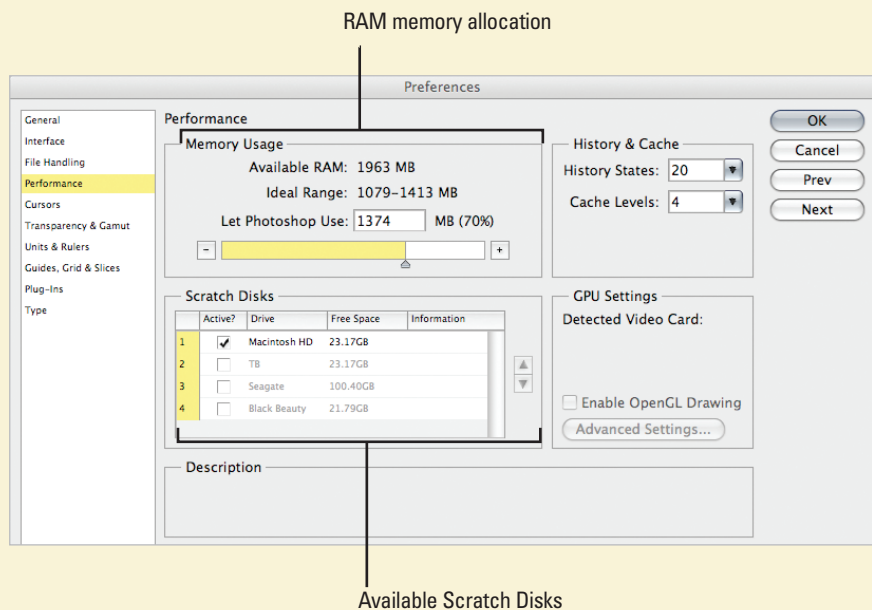 RAM memory allocation
Preferences
General
Interface
File Handling
Performance
Cursors
Transparency & Gamut
Units & Rulers
Guides, Grid & Slices
Plug-Ins
Type
Performance
Memory Usage
Available RAM: 1963 MB
Ideal Range: 1079-1413 MB
Let Photoshop Use: 1374 MB (70%)
- +
History & Cache
History States: 20
Cache Levels: 4
OK
Cancel
Prev
Next
Scratch Disks
Active? Drive Free Space Information
1 Macintosh HD 23.17GB
2 TB 23.17GB
3 Seagate 100.40GB
4 Black Beauty 21.79GB
GPU Settings
Detected Video Card:
Enable OpenGL Drawing
Advanced Settings...
Description
Available Scratch Disks